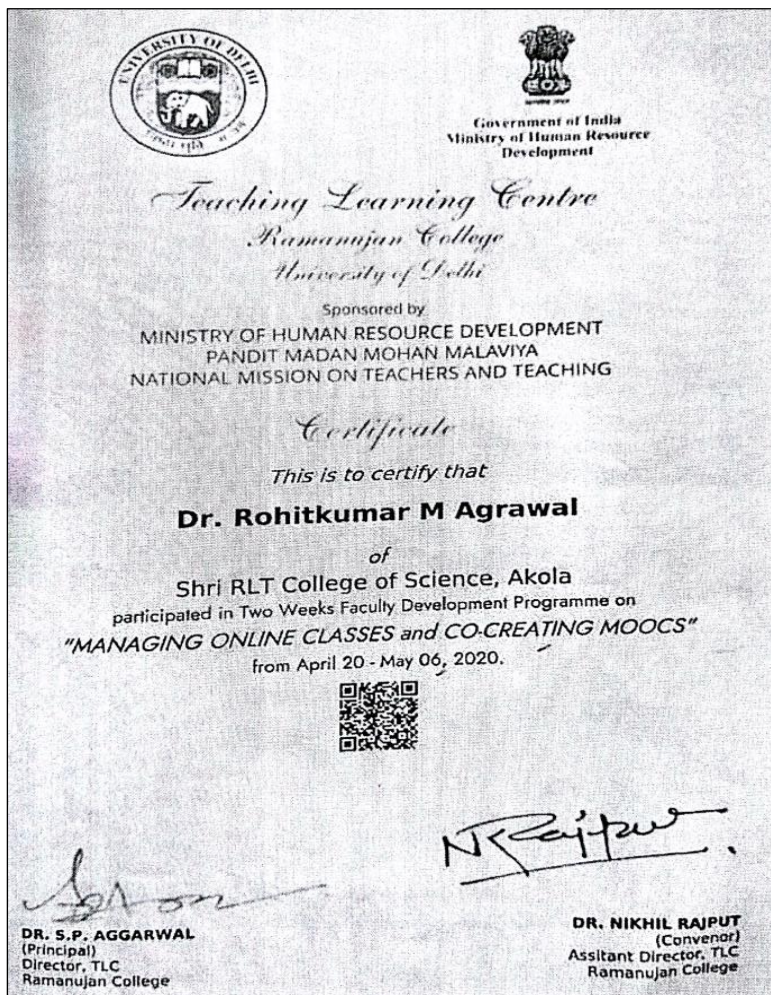 UNIVERSITY OF DELHI
Government of India
Ministry of Human Resource
Development
Teaching Learning Centre
Ramanujan College
University of Delhi
Sponsored by
MINISTRY OF HUMAN RESOURCE DEVELOPMENT
PANDIT MADAN MOHAN MALAVIYA
NATIONAL MISSION ON TEACHERS AND TEACHING
Certificate
This is to certify that
Dr. Rohitkumar M Agrawal
of
Shri RLT College of Science, Akola
participated in Two Weeks Faculty Development Programme on
"MANAGING ONLINE CLASSES and CO-CREATING MOOCS"
from April 20 - May 06, 2020.
NRajput
DR. S.P. AGGARWAL
(Principal)
Director, TLC
Ramanujan College
DR. NIKHIL RAJPUT
(Convenor)
Assitant Director, TLC
Ramanujan College